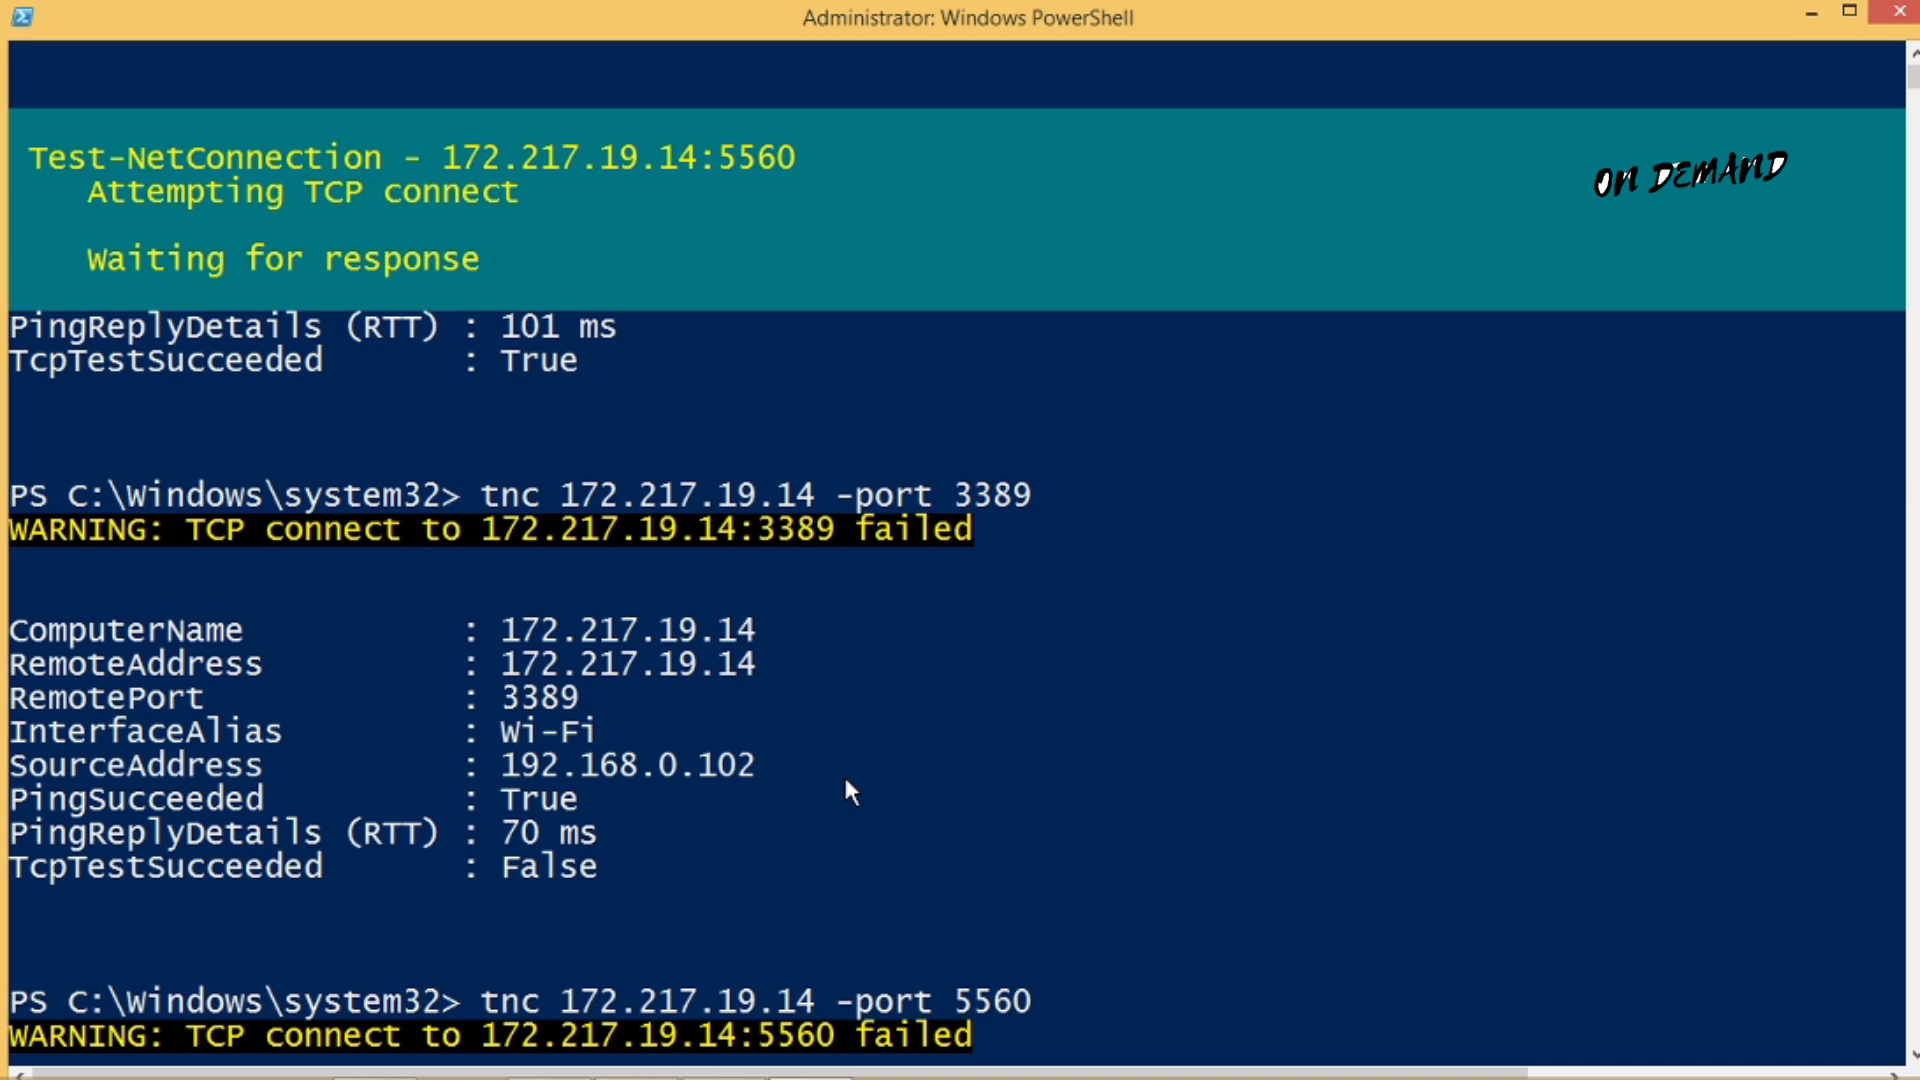 Administrator: Windows PowerShell
Test-NetConnection - 172.217.19.14:5560
Attempting TCP connect
ON DEMAND
Waiting for response
PingReplyDetails (RTT) : 101 ms
TcpTestSucceeded : True
PS C:\Windows\system32> tnc 172.217.19.14 -port 3389
WARNING: TCP connect to 172.217.19.14:3389 failed
ComputerName : 172.217.19.14
RemoteAddress : 172.217.19.14
RemotePort : 3389
InterfaceAlias : Wi-Fi
SourceAddress : 192.168.0.102
PingSucceeded : True
PingReplyDetails (RTT) : 70 ms
TcpTestSucceeded : False
PS C:\Windows\system32> tnc 172.217.19.14 -port 5560
WARNING: TCP connect to 172.217.19.14:5560 failed